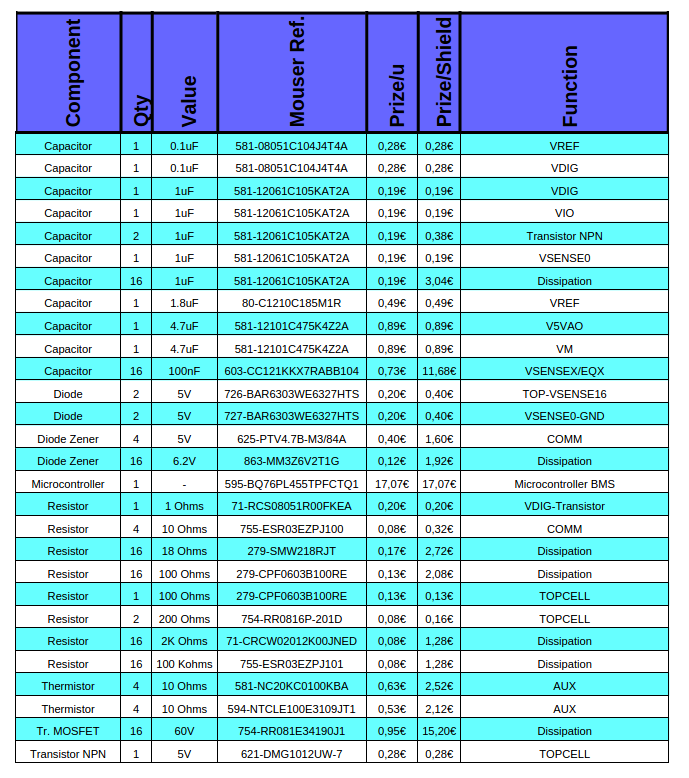 Component Qty Value Mouser Ref. Prize/u Prize/Shield Function
Capacitor 1 0.1uF 581-08051C104J4T4A 0,28€ 0,28€ VREF
Capacitor 1 0.1uF 581-08051C104J4T4A 0,28€ 0,28€ VDIG
Capacitor 1 1uF 581-12061C105KAT2A 0,19€ 0,19€ VDIG
Capacitor 1 1uF 581-12061C105KAT2A 0,19€ 0,19€ VIO
Capacitor 2 1uF 581-12061C105KAT2A 0,19€ 0,38€ Transistor NPN
Capacitor 1 1uF 581-12061C105KAT2A 0,19€ 0,19€ VSENSE0
Capacitor 16 1uF 581-12061C105KAT2A 0,19€ 3,04€ Dissipation
Capacitor 1 1.8uF 80-C1210C185M1R 0,49€ 0,49€ VREF
Capacitor 1 4.7uF 581-12101C475K4Z2A 0,89€ 0,89€ V5VAO
Capacitor 1 4.7uF 581-12101C475K4Z2A 0,89€ 0,89€ VM
Capacitor 16 100nF 603-CC121KKX7RABB104 0,73€ 11,68€ VSENSEX/EQX
Diode 2 5V 726-BAR6303WE6327HTS 0,20€ 0,40€ TOP-VSENSE16
Diode 2 5V 727-BAR6303WE6327HTS 0,20€ 0,40€ VSENSE0-GND
Diode Zener 4 5V 625-PTV4.7B-M3/84A 0,40€ 1,60€ COMM
Diode Zener 16 6.2V 863-MM3Z6V2T1G 0,12€ 1,92€ Dissipation
Microcontroller 1 - 595-BQ76PL455TPFCTQ1 17,07€ 17,07€ Microcontroller BMS
Resistor 1 1 Ohms 71-RCS08051R00FKEA 0,20€ 0,20€ VDIG-Transistor
Resistor 4 10 Ohms 755-ESR03EZPJ100 0,08€ 0,32€ COMM
Resistor 16 18 Ohms 279-SMW218RJT 0,17€ 2,72€ Dissipation
Resistor 16 100 Ohms 279-CPF0603B100RE 0,13€ 2,08€ Dissipation
Resistor 1 100 Ohms 279-CPF0603B100RE 0,13€ 0,13€ TOPCELL
Resistor 2 200 Ohms 754-RR0816P-201D 0,08€ 0,16€ TOPCELL
Resistor 16 2K Ohms 71-CRCW02012K00JNED 0,08€ 1,28€ Dissipation
Resistor 16 100 Kohms 755-ESR03EZPJ101 0,08€ 1,28€ Dissipation
Thermistor 4 10 Ohms 581-NC20KC0100KBA 0,63€ 2,52€ AUX
Thermistor 4 10 Ohms 594-NTCLE100E3109JT1 0,53€ 2,12€ AUX
Tr. MOSFET 16 60V 754-RR081E34190J1 0,95€ 15,20€ Dissipation
Transistor NPN 1 5V 621-DMG1012UW-7 0,28€ 0,28€ TOPCELL